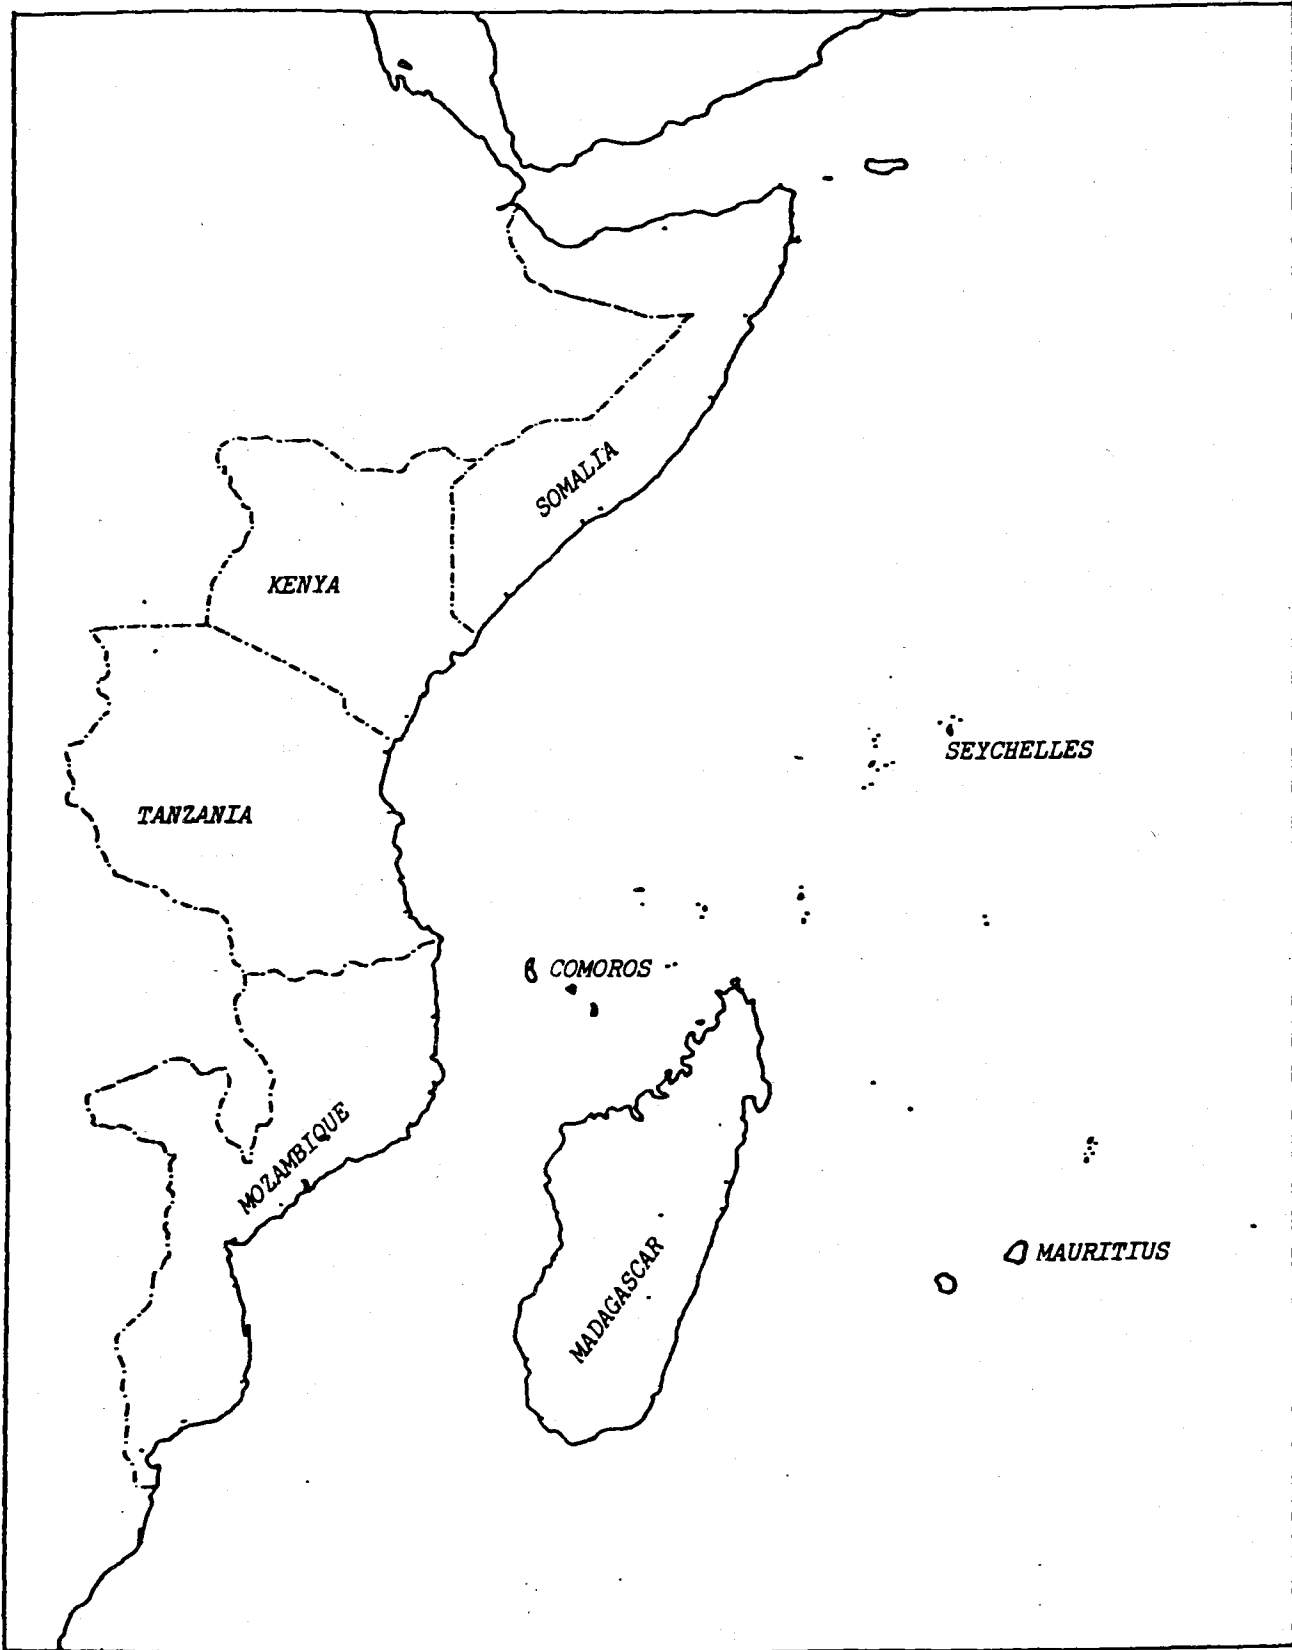 SOMALIA
KENYA
SEYCHELLES
TANZANIA
COMOROS
MOZAMBIQUE
MAURITIUS
MADAGASCAR